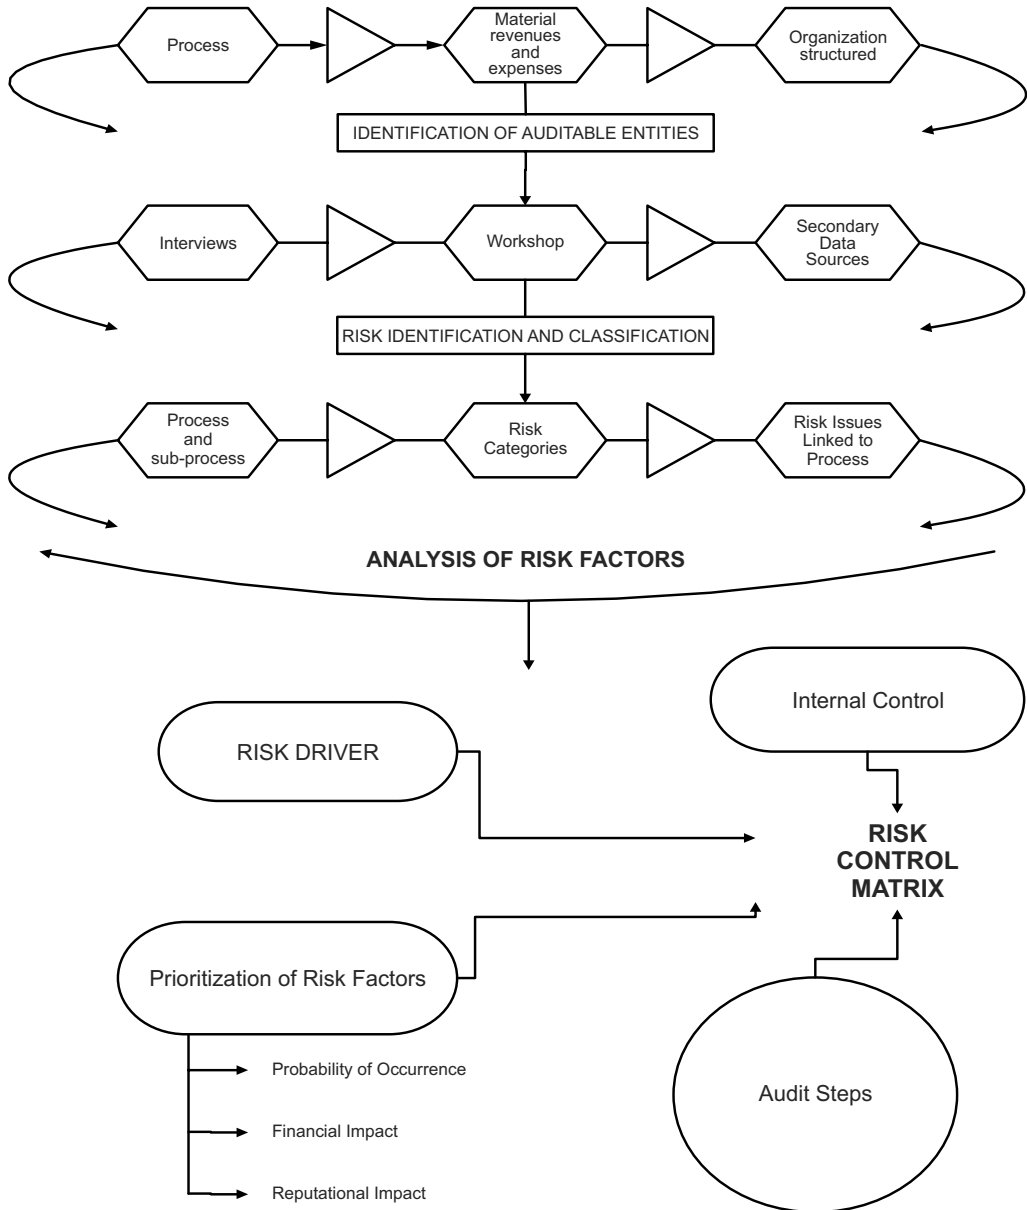 Process
Material
revenues
and
expenses
Organization
structured
IDENTIFICATION OF AUDITABLE ENTITIES
Interviews
Workshop
Secondary
Data
Sources
RISK IDENTIFICATION AND CLASSIFICATION
Process
and
sub-process
Risk
Categories
Risk Issues
Linked to
Process
ANALYSIS OF RISK FACTORS
Internal Control
RISK DRIVER
RISK
CONTROL
MATRIX
Prioritization of Risk Factors
Probability of Occurrence
Audit Steps
Financial Impact
Reputational Impact